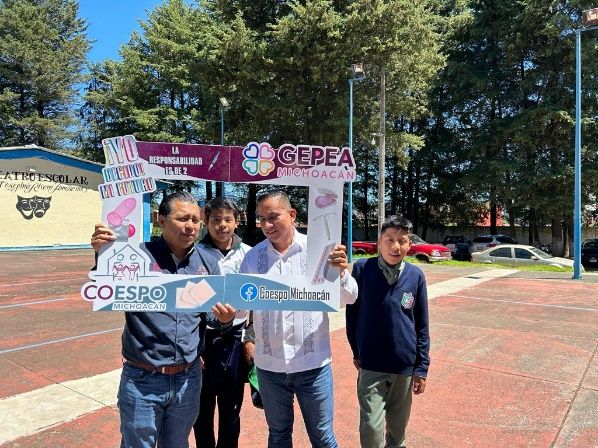 TEATRO ESCOLAR
¡YO
DECIDO
MI FUTURO
LA
RESPONSABILIDAD
ES DE 2
GEPEA
MICHOACÁN
COESPO
MICHOACÁN
Coespo Michoacán